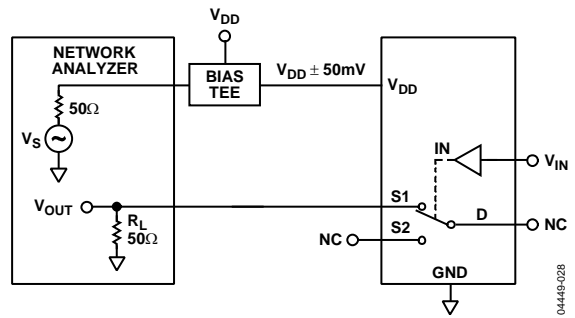 VDD
NETWORK
ANALYZER
BIAS
TEE
VDD ± 50mV
VDD
50Ω
VS
IN
VIN
VOUT
S1
D
NC
RL
50Ω
NC
S2
GND
04449-028